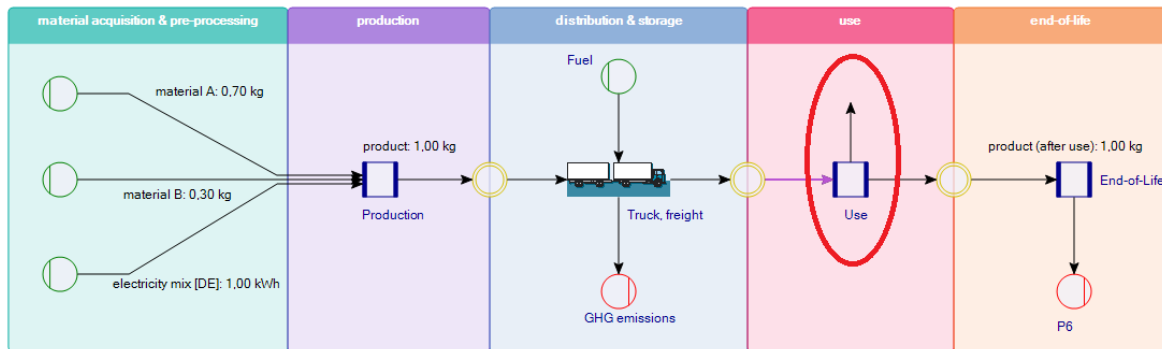 material acquisition & pre-processing
production
distribution & storage
use
end-of-life
Fuel
material A: 0,70 kg
product: 1,00 kg
product (after use): 1,00 kg
material B: 0,30 kg
Production
Truck, freight
Use
End-of-Life
electricity mix [DE]: 1,00 kWh
GHG emissions
P6